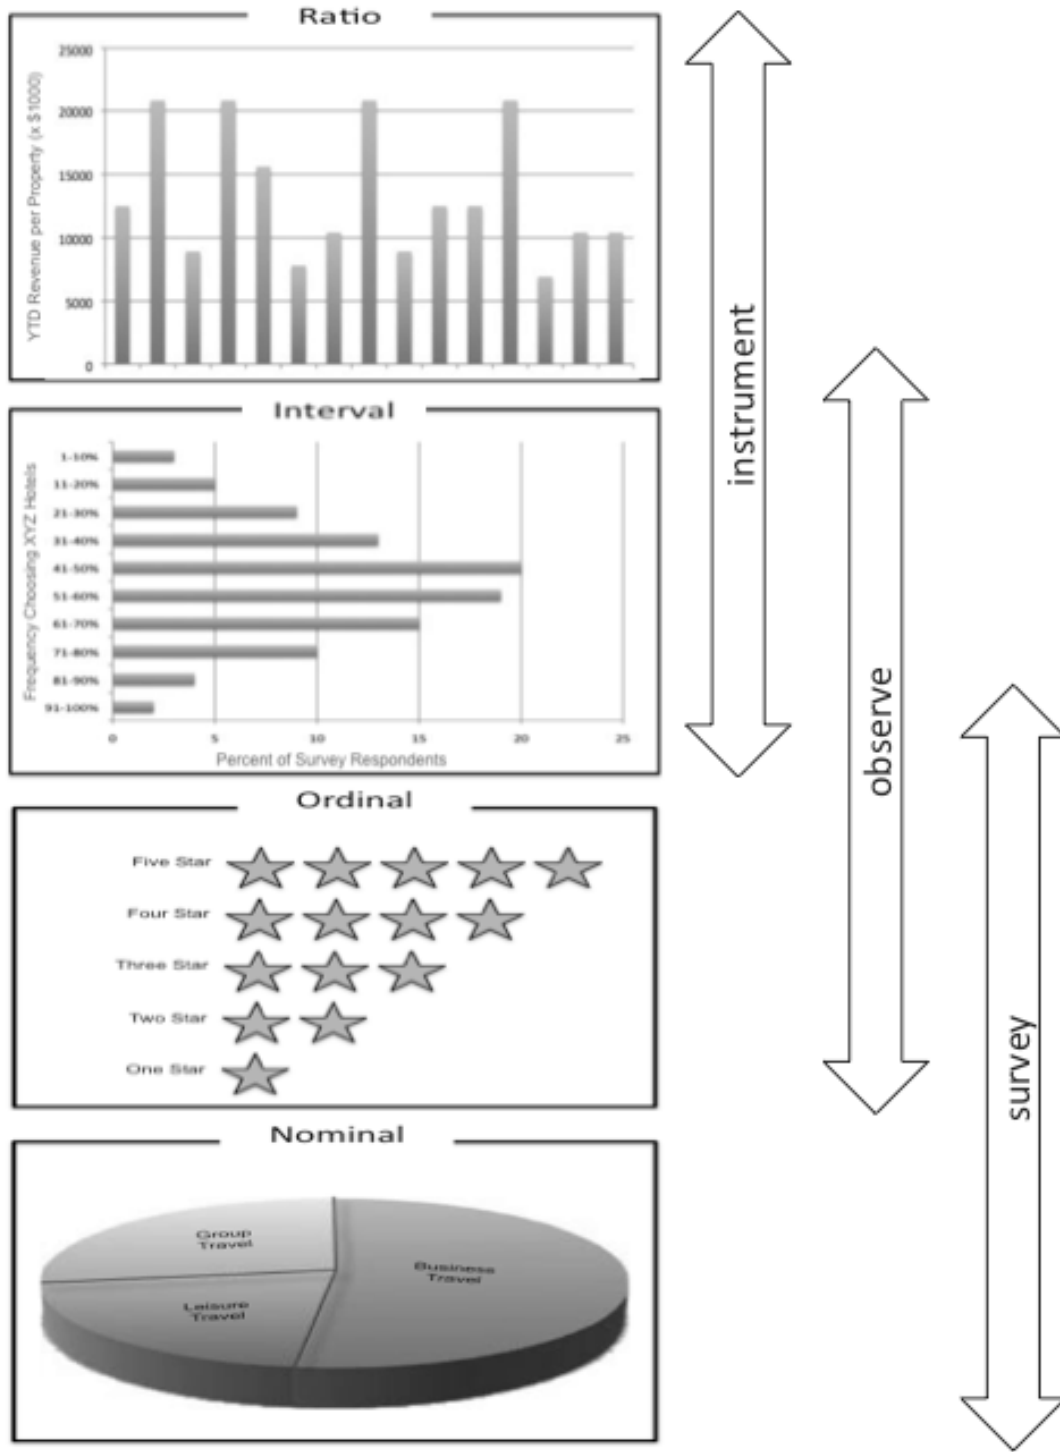 Ratio
YTD Revenue per Property (x $1000)
25000
20000
15000
10000
5000
0
Interval
Frequency Choosing XYZ Hotels
1-10%
11-20%
21-30%
31-40%
41-50%
51-60%
61-70%
71-80%
81-90%
91-100%
0 5 10 15 20 25
Percent of Survey Respondents
Ordinal
Five Star
Four Star
Three Star
Two Star
One Star
Nominal
Group
Travel
Business
Travel
Leisure
Travel
instrument
observe
survey